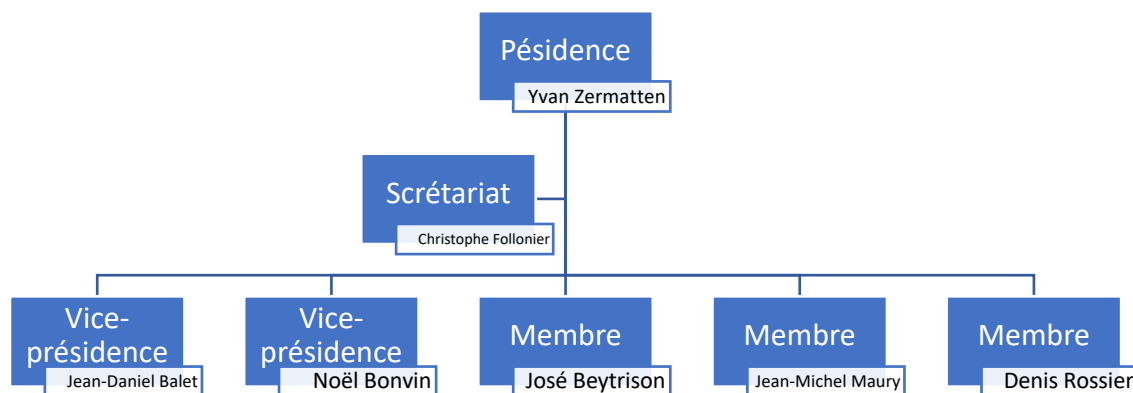 Pésidence
Yvan Zermatten
Scrétariat
Christophe Follonier
Vice-
présidence
Jean-Daniel Balet
Vice-
présidence
Noël Bonvin
Membre
José Beytrison
Membre
Jean-Michel Maury
Membre
Denis Rossier